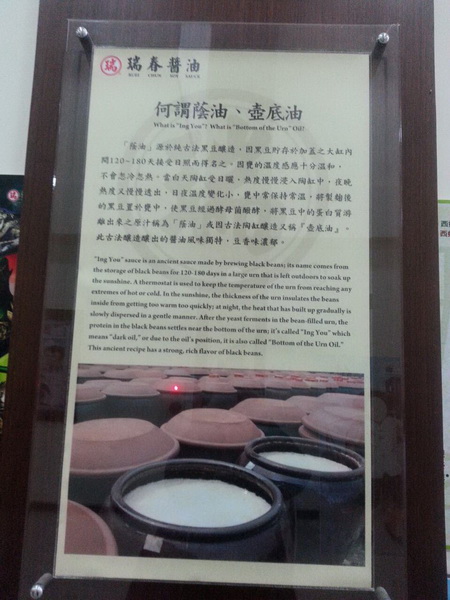 瑞 瑞春醬油
RUEI CHUN SOY SAUCE
何謂蔭油、壺底油
What is "Ing You"? What is "Bottom of the Urn" Oil?
「蔭油」源於純古法黑豆釀造，因黑豆貯存於加蓋之大缸內
間120~180天接受日照而得名之。因甕的溫度感應十分溫和，
不會忽冷忽熱。當白天陶缸受日曬，熱度慢慢浸入陶缸中，夜晚
熱度又慢慢透出，日夜溫度變化小，甕中常保持常溫，將製麴後
的黑豆置於甕中，使黑豆經過酵母菌醱酵，將黑豆中的蛋白質游
離出來之原汁稱為「蔭油」或因古法陶缸釀造又稱『壺底油』。
此古法釀造釀出的醬油風味獨特，豆香味濃郁。
"Ing You" sauce is an ancient sauce made by brewing black beans; its name comes from
the storage of black beans for 120-180 days in a large urn that is left outdoors to soak up
the sunshine. A thermostat is used to keep the temperature of the urn from reaching any
extremes of hot or cold. In the sunshine, the thickness of the urn insulates the beans
inside from getting too warm too quickly; at night, the heat that has built up gradually is
slowly dispersed in a gentle manner. After the yeast ferments in the bean-filled urn, the
protein in the black beans settles near the bottom of the urn; it's called "Ing You" which
means "dark oil," or due to the oil's position, it is also called "Bottom of the Urn Oil."
This ancient recipe has a strong, rich flavor of black beans.